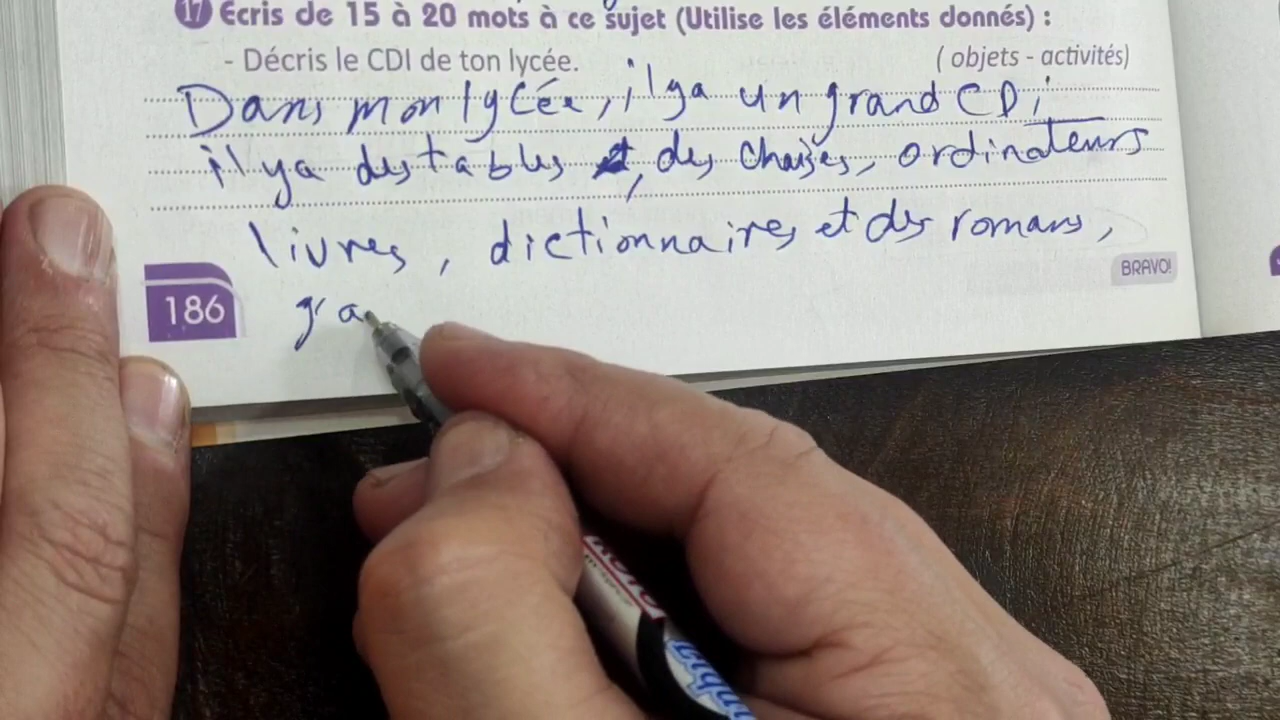 17 Écris de 15 à 20 mots à ce sujet (Utilise les éléments donnés) :
- Décris le CDI de ton lycée. ( objets - activités)
Dans mon lycée, il ya un grand CDi
il ya des tables, des chaises, ordinateurs
livres, dictionnaires et des romans,
j'a
186
BRAVO!